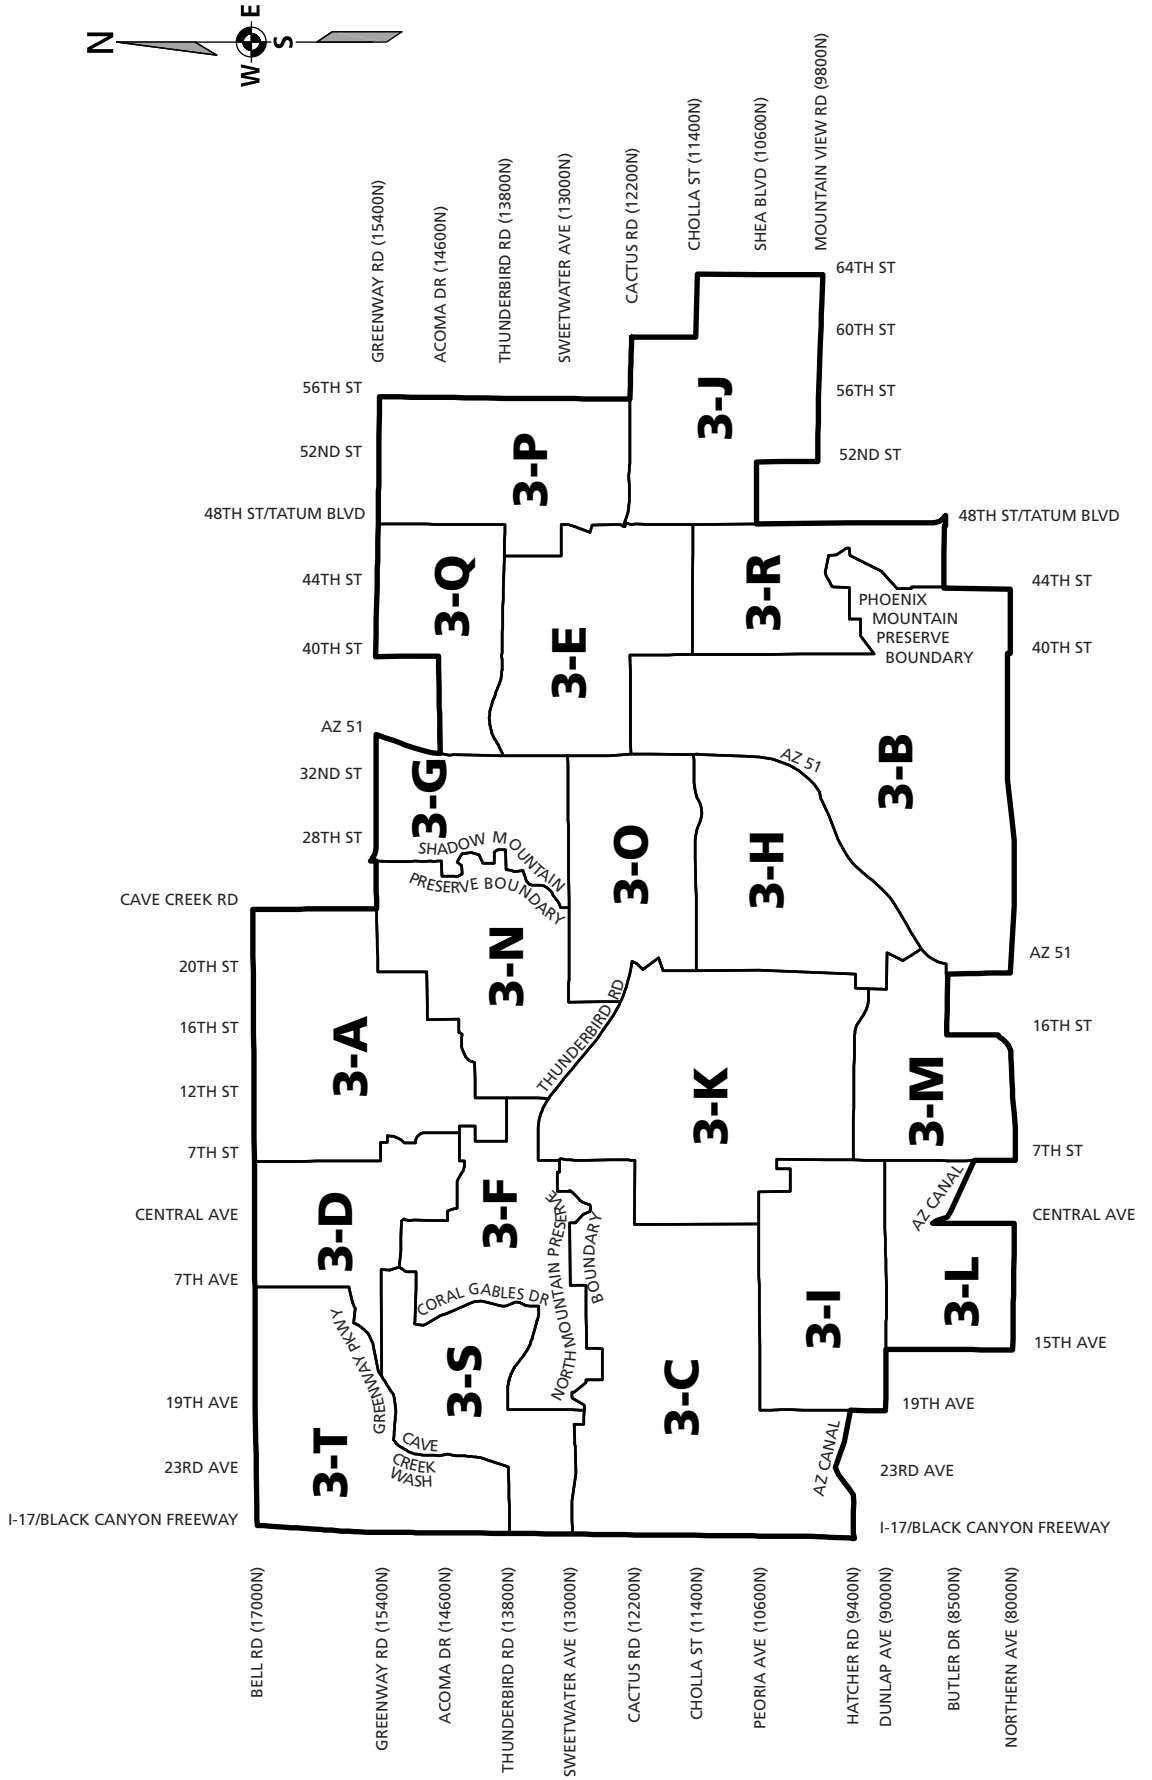 N
E
S
W
GREENWAY RD (15400N)
ACOMA DR (14600N)
THUNDERBIRD RD (13800N)
SWEETWATER AVE (13000N)
CACTUS RD (12200N)
CHOLLA ST (11400N)
SHEA BLVD (10600N)
MOUNTAIN VIEW RD (9800N)
64TH ST
60TH ST
56TH ST
56TH ST
3-J
52ND ST
52ND ST
3-P
48TH ST/TATUM BLVD
48TH ST/TATUM BLVD
44TH ST
44TH ST
3-Q
3-R
3-E
PHOENIX
MOUNTAIN
PRESERVE
BOUNDARY
40TH ST
40TH ST
AZ 51
AZ 51
32ND ST
3-G
3-B
28TH ST
SHADOW MOUNTAIN
PRESERVE BOUNDARY
3-O
3-H
CAVE CREEK RD
3-N
20TH ST
AZ 51
16TH ST
16TH ST
THUNDERBIRD RD
3-A
12TH ST
3-K
3-M
7TH ST
7TH ST
AZ CANAL
CENTRAL AVE
CENTRAL AVE
3-D
3-F
NORTH MOUNTAIN PRESERVE
BOUNDARY
7TH AVE
CORAL GABLES DR
3-L
3-I
GREENWAY PKWY
15TH AVE
3-S
3-C
19TH AVE
19TH AVE
CAVE
CREEK
WASH
AZ CANAL
3-T
23RD AVE
23RD AVE
I-17/BLACK CANYON FREEWAY
I-17/BLACK CANYON FREEWAY
BELL RD (17000N)
GREENWAY RD (15400N)
ACOMA DR (14600N)
THUNDERBIRD RD (13800N)
SWEETWATER AVE (13000N)
CACTUS RD (12200N)
CHOLLA ST (11400N)
PEORIA AVE (10600N)
HATCHER RD (9400N)
DUNLAP AVE (9000N)
BUTLER DR (8500N)
NORTHERN AVE (8000N)